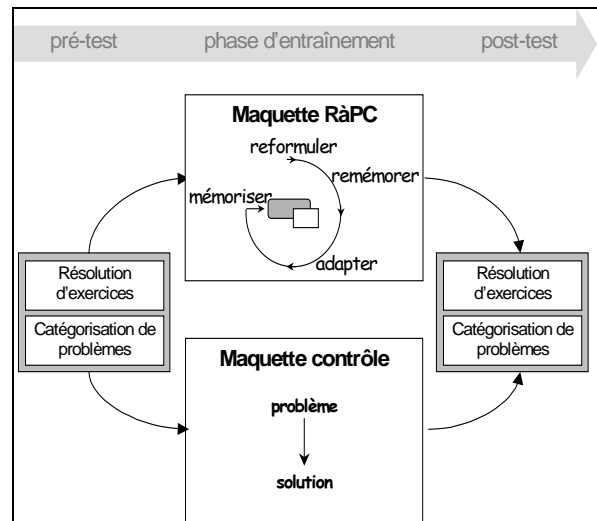 pré-test phase d'entraînement post-test
Maquette RàPC
reformuler
remémorer
mémoriser
adapter
Résolution
d'exercices
Catégorisation de
problèmes
Résolution
d'exercices
Catégorisation de
problèmes
Maquette contrôle
problème
solution